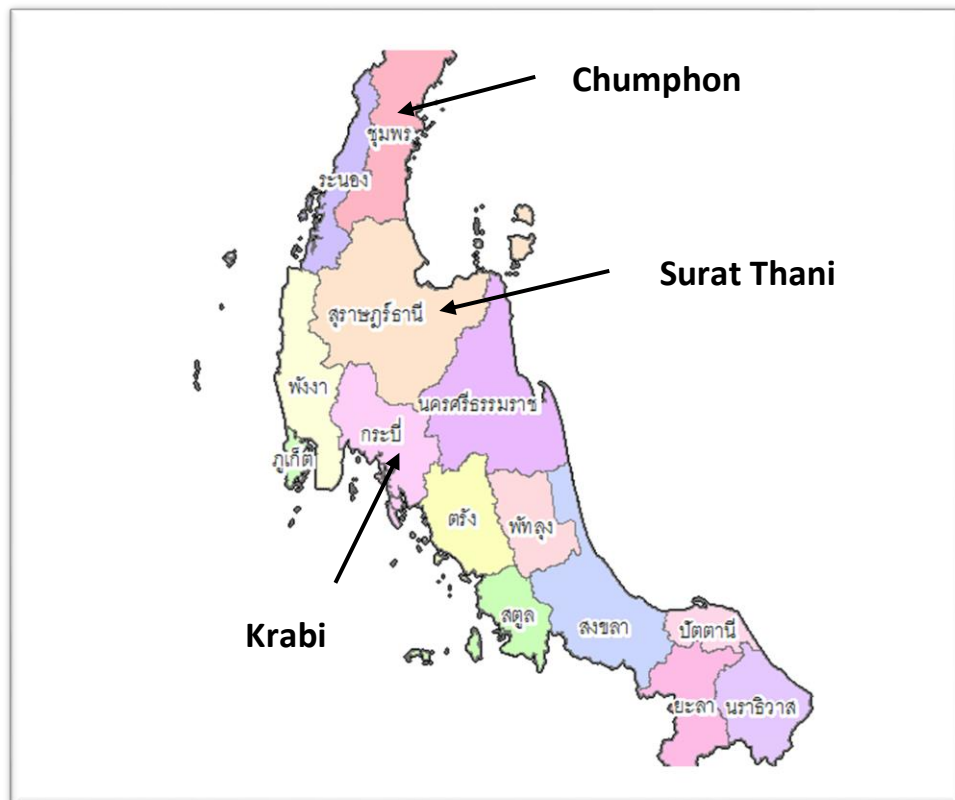 Chumphon
ชุมพร
ระนอง
Surat Thani
สุราษฎร์ธานี
พังงา
นครศรีธรรมราช
กระบี่
ภูเก็ต
ตรัง
พัทลุง
Krabi
สตูล
สงขลา
ปัตตานี
ยะลา
นราธิวาส